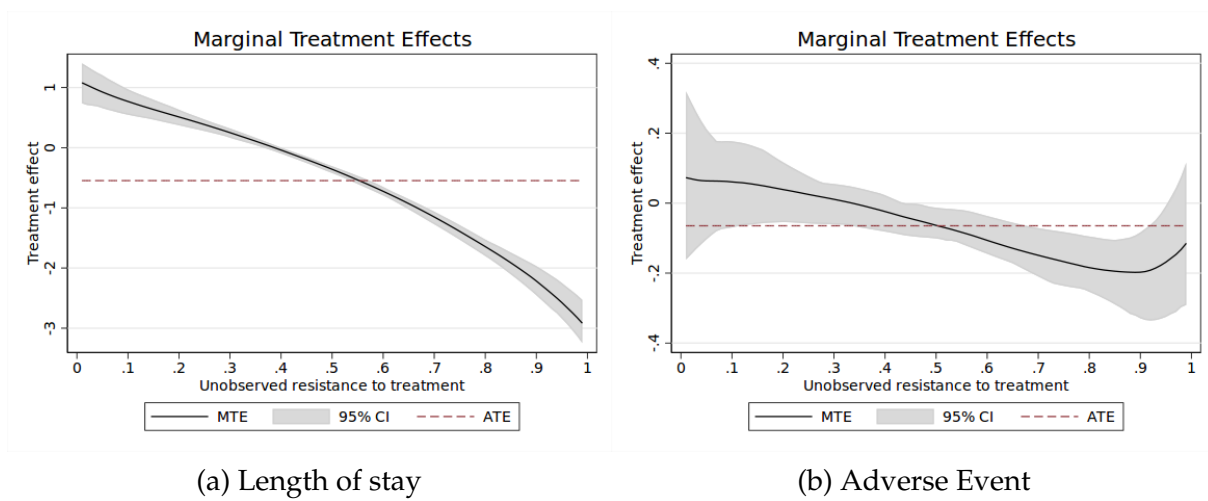 Marginal Treatment Effects
Treatment effect
1
0
-1
-2
-3
0 .1 .2 .3 .4 .5 .6 .7 .8 .9 1
Unobserved resistance to treatment
MTE 95% CI ATE
(a) Length of stay
Marginal Treatment Effects
Treatment effect
.4
.2
0
-.2
-.4
0 .1 .2 .3 .4 .5 .6 .7 .8 .9 1
Unobserved resistance to treatment
MTE 95% CI ATE
(b) Adverse Event